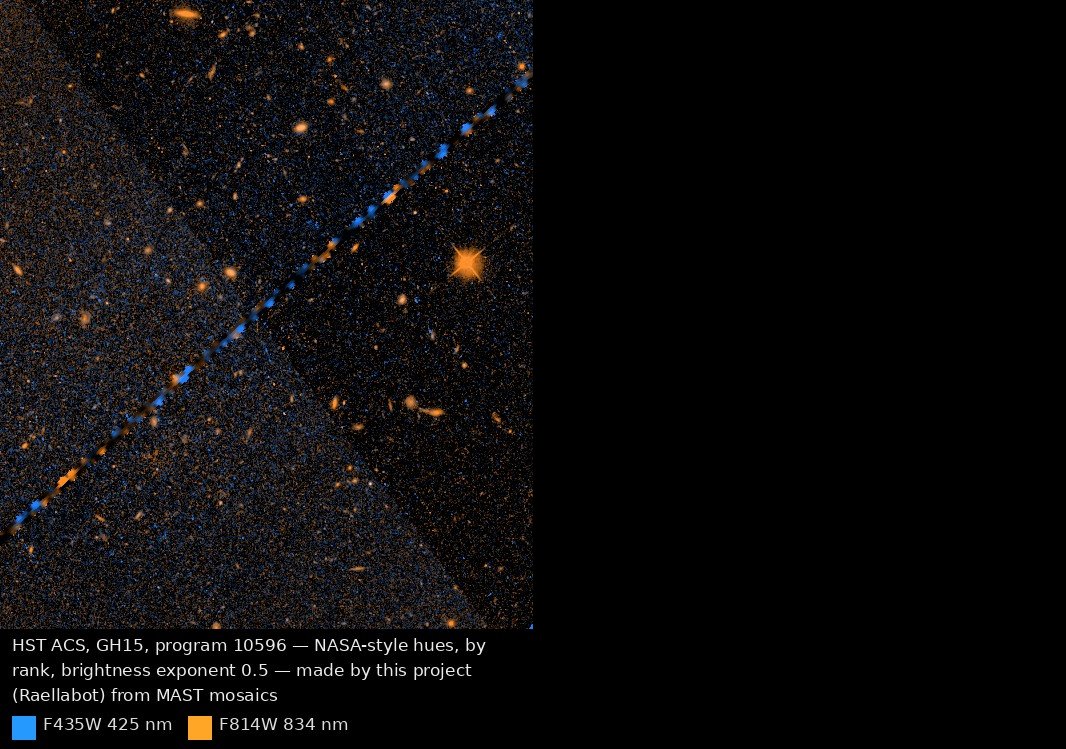 HST ACS, GH15, program 10596 — NASA-style hues, by
rank, brightness exponent 0.5 — made by this project
(Raellabot) from MAST mosaics
F435W 425 nm F814W 834 nm